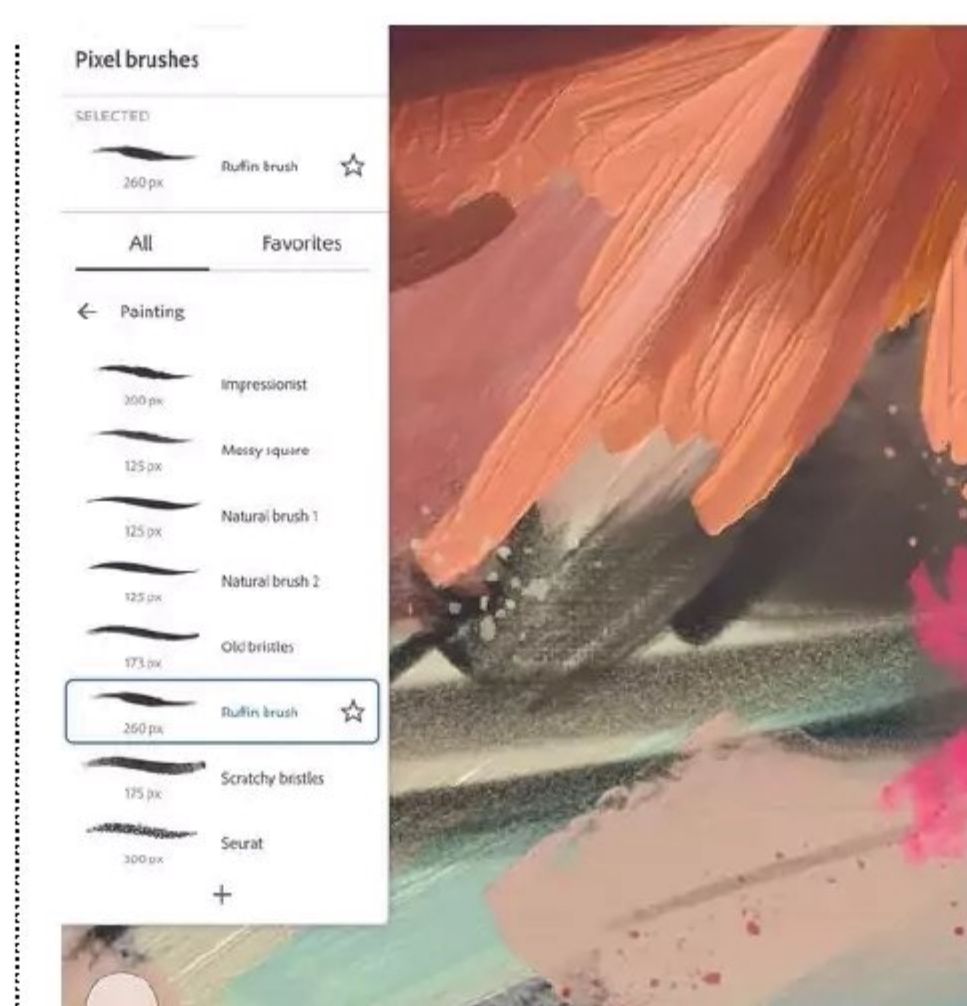 Pixel brushes
SELECTED
Ruffin brush
260 px
All
Favorites
Painting
Impressionist
200 px
Messy square
125 px
Natural brush 1
125 px
Natural brush 2
125 px
Old bristles
173 px
Ruffin brush
260 px
Scratchy bristles
175 px
Seurat
300 px